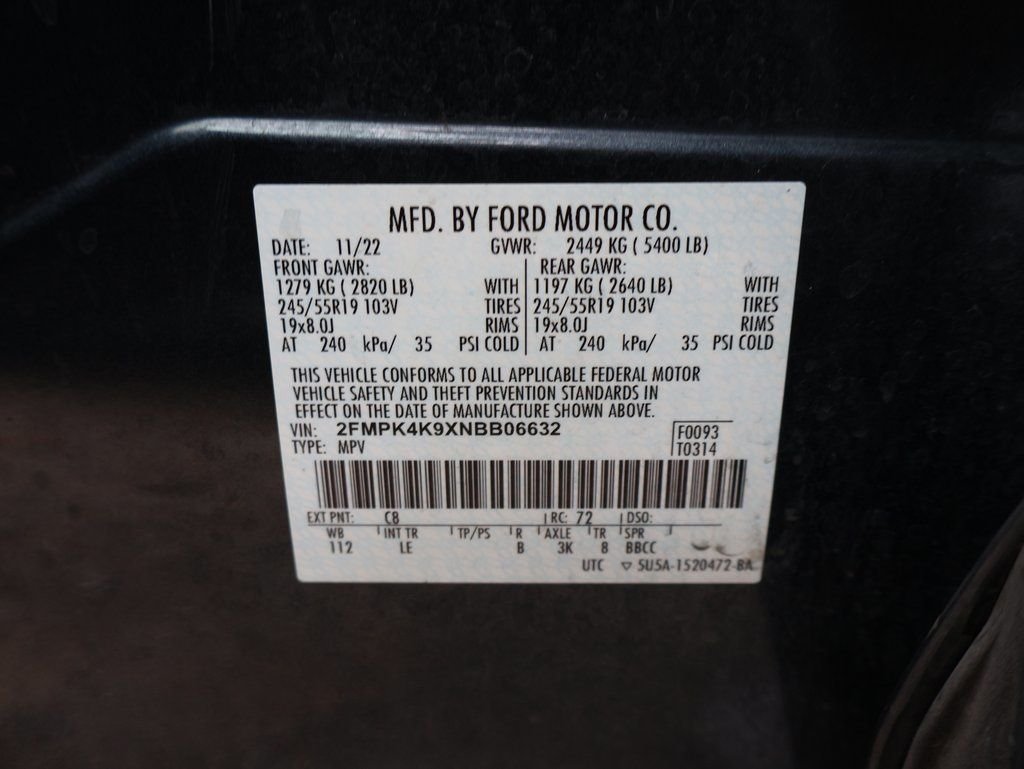 MFD. BY FORD MOTOR CO.
DATE: 11/22 GVWR: 2449 KG ( 5400 LB)
FRONT GAWR: REAR GAWR:
1279 KG ( 2820 LB) WITH 1197 KG ( 2640 LB) WITH
245/55R19 103V TIRES 245/55R19 103V TIRES
19x8.0J RIMS 19x8.0J RIMS
AT 240 kPa/ 35 PSI COLD AT 240 kPa/ 35 PSI COLD
THIS VEHICLE CONFORMS TO ALL APPLICABLE FEDERAL MOTOR
VEHICLE SAFETY AND THEFT PREVENTION STANDARDS IN
EFFECT ON THE DATE OF MANUFACTURE SHOWN ABOVE.
VIN: 2FMPK4K9XNBB06632 F0093
TYPE: MPV T0314
EXT PNT: C8 RC: 72 DSO:
WB INT TR TP/PS R AXLE TR SPR
112 LE B 3K 8 BBCC
UTC ▽ 5U5A-1520472-BA